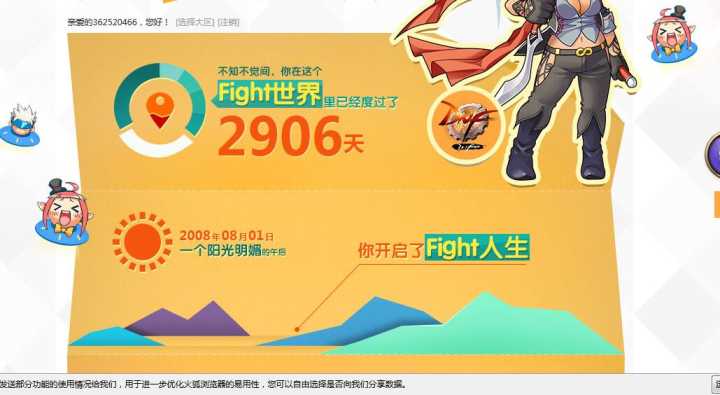 亲爱的362520466，您好！ [选择大区] [注销]
不知不觉间，你在这个
Fight世界里已经度过了
2906天
DNF
2008年08月01日
一个阳光明媚的午后
你开启了Fight人生
发送部分功能的使用情况给我们，用于进一步优化火狐浏览器的易用性，您可以自由选择是否向我们分享数据。